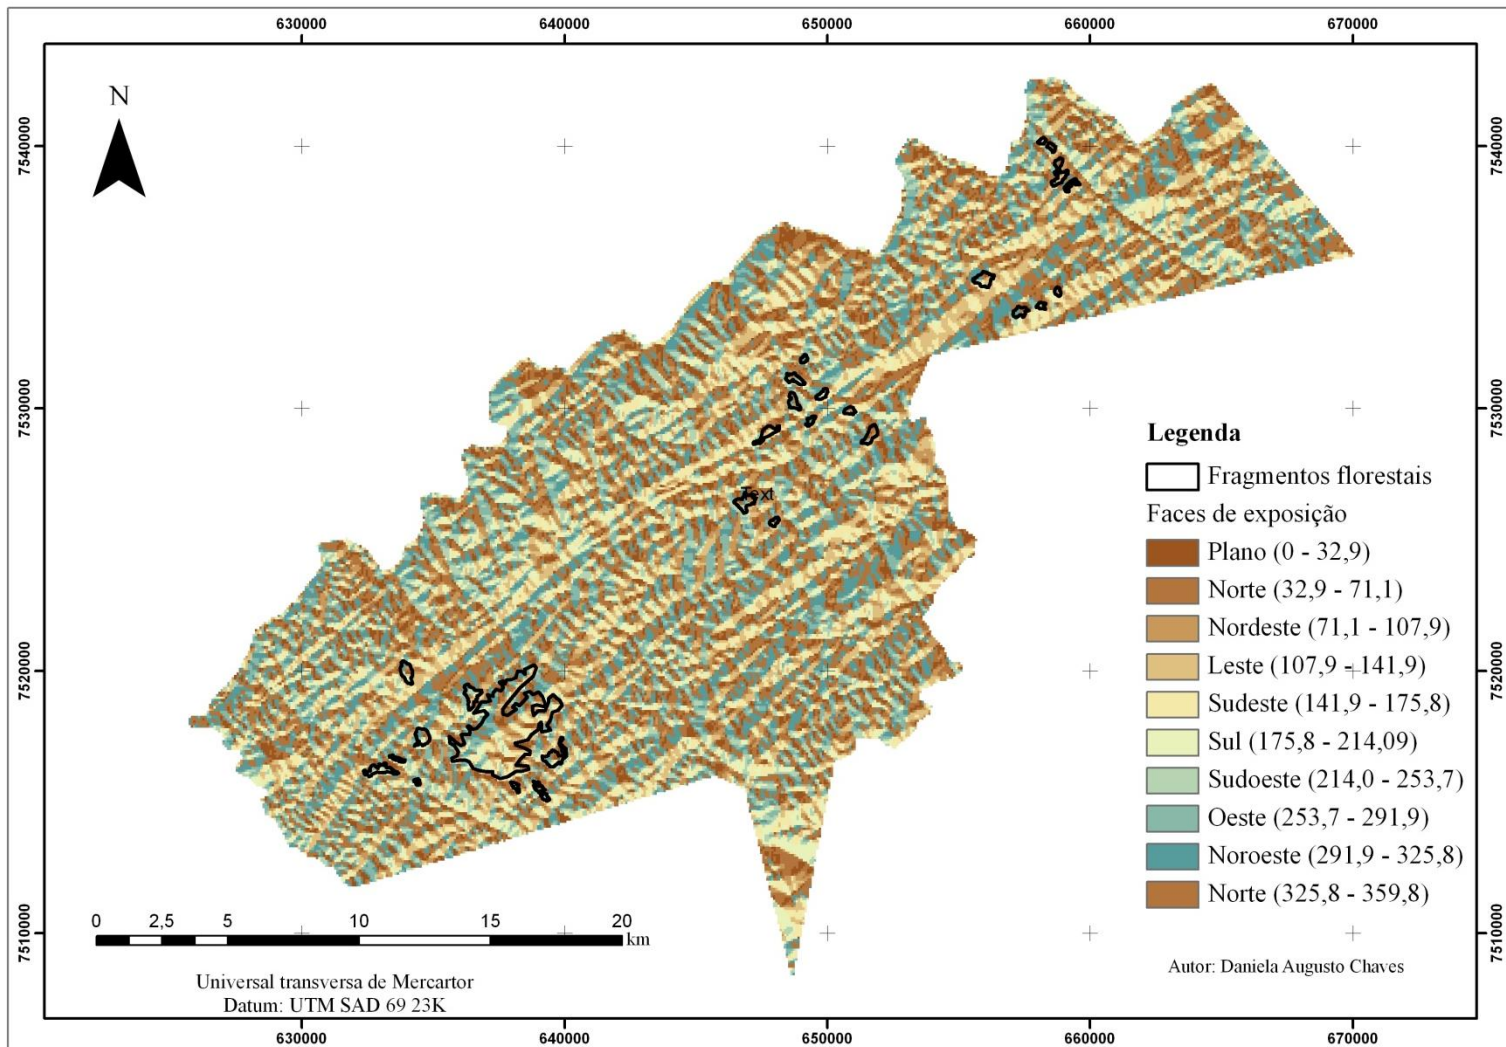 630000 640000 650000 660000 670000
N
7540000 7540000
7530000 7530000
Text
Legenda
Fragmentos florestais
Faces de exposição
Plano (0 - 32,9)
Norte (32,9 - 71,1)
Nordeste (71,1 - 107,9)
Leste (107,9 - 141,9)
Sudeste (141,9 - 175,8)
Sul (175,8 - 214,09)
Sudoeste (214,0 - 253,7)
Oeste (253,7 - 291,9)
Noroeste (291,9 - 325,8)
Norte (325,8 - 359,8)
7520000 7520000
7510000 7510000
0 2,5 5 10 15 20
km
Universal transversa de Mercartor
Datum: UTM SAD 69 23K
Autor: Daniela Augusto Chaves
630000 640000 650000 660000 670000